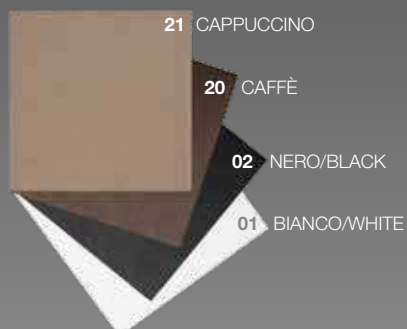 21 CAPPUCCINO
20 CAFFÈ
02 NERO/BLACK
01 BIANCO/WHITE